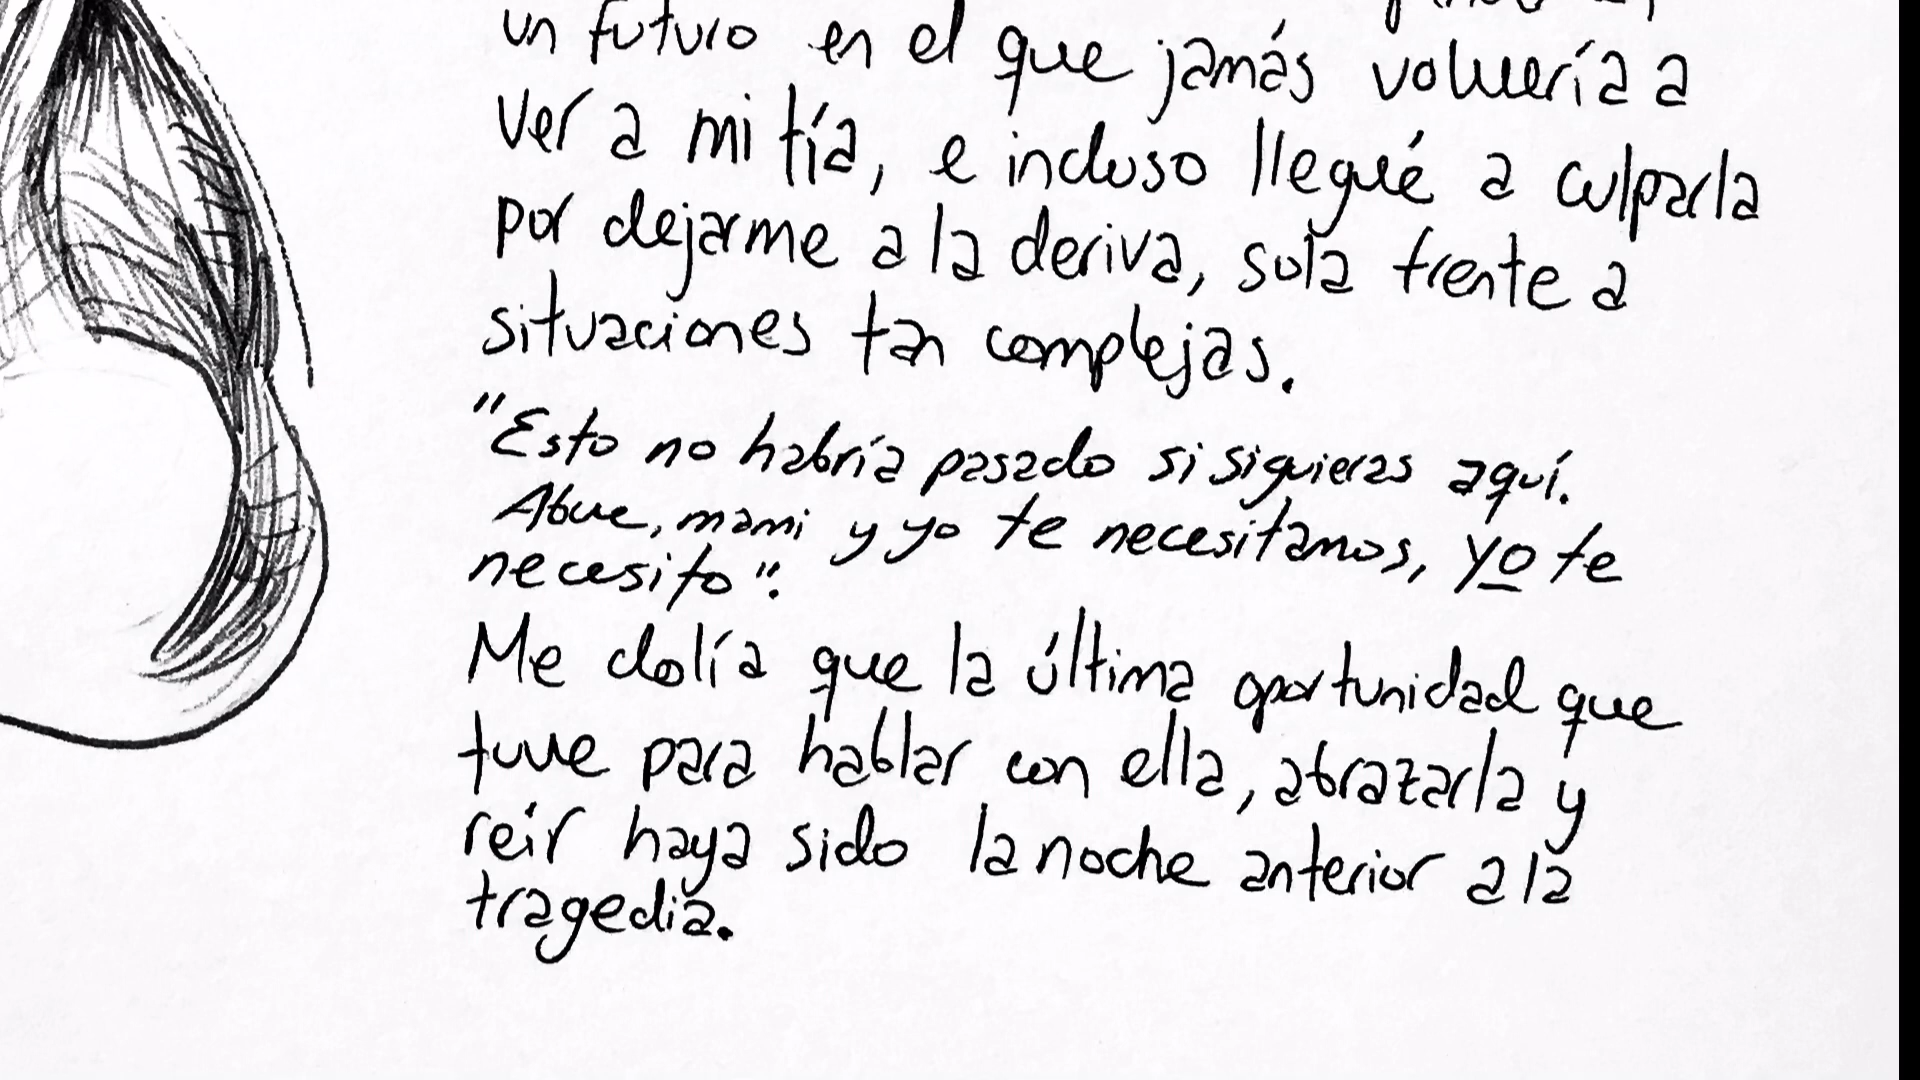 un futuro en el que jamás volvería a
ver a mi tía, e incluso llegué a culparla
por dejarme a la deriva, sola frente a
situaciones tan complejas.
"Esto no habría pasado si siguieras aquí.
Abue, mami y yo te necesitamos, yo te
necesito".
Me dolía que la última oportunidad que
tuve para hablar con ella, abrazarla y
reír haya sido la noche anterior a la
tragedia.